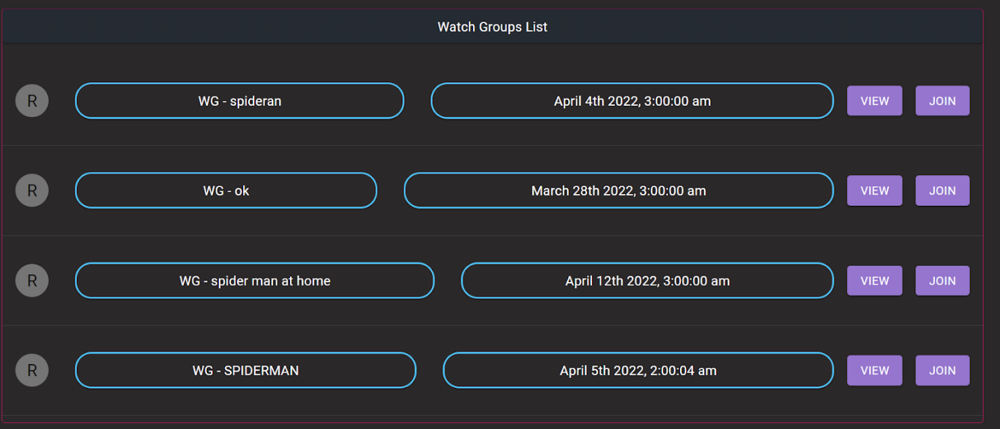 Watch Groups List
R WG - spideran April 4th 2022, 3:00:00 am VIEW JOIN
R WG - ok March 28th 2022, 3:00:00 am VIEW JOIN
R WG - spider man at home April 12th 2022, 3:00:00 am VIEW JOIN
R WG - SPIDERMAN April 5th 2022, 2:00:04 am VIEW JOIN